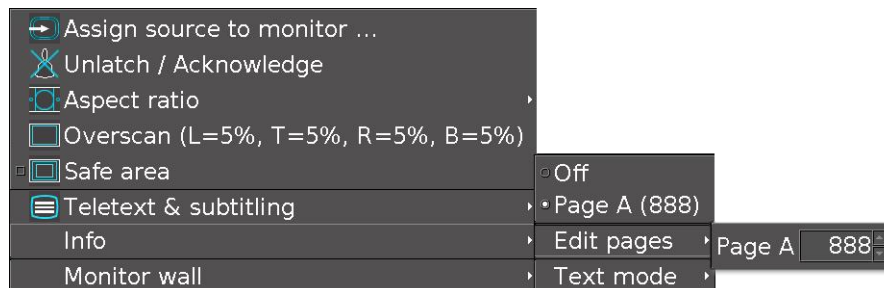 Assign source to monitor ...
Unlatch / Acknowledge
Aspect ratio
Overscan (L=5%, T=5%, R=5%, B=5%)
Safe area
Teletext & subtitling
Info
Monitor wall
Off
Page A (888)
Edit pages
Text mode
Page A 888